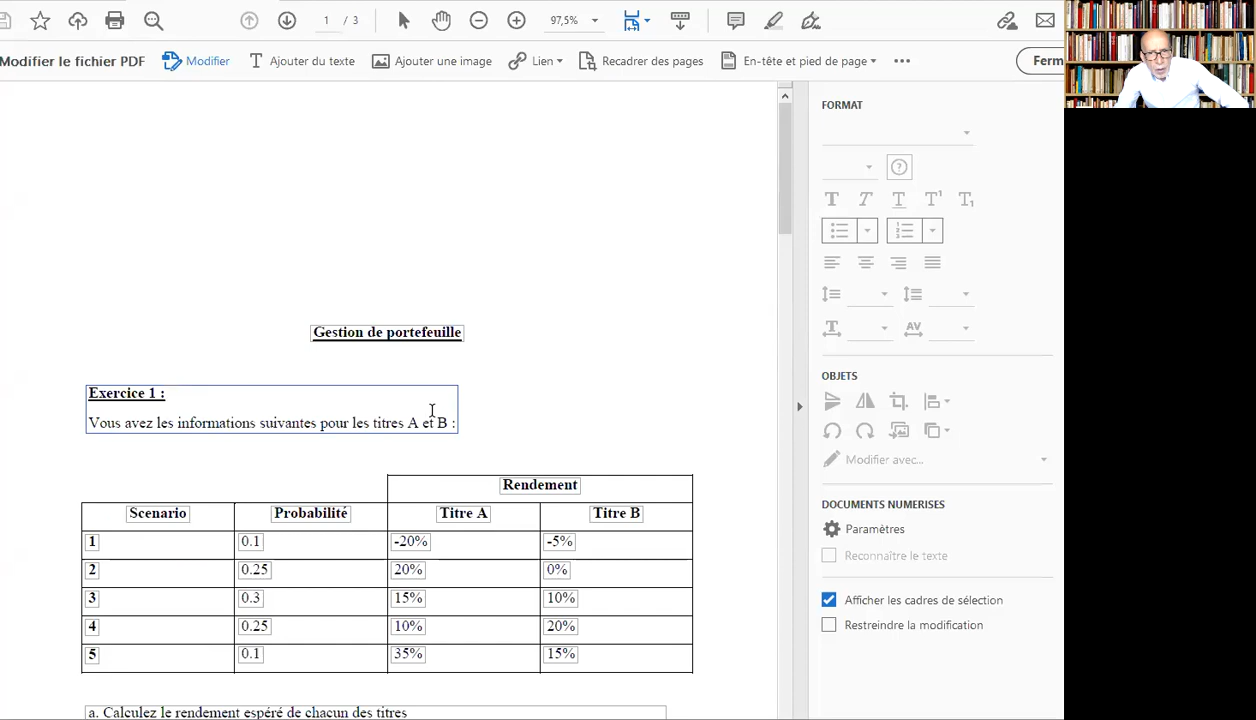 1 / 3
97,5%
Modifier le fichier PDF
Modifier
Ajouter du texte
Ajouter une image
Lien
Recadrer des pages
En-tête et pied de page
Ferm
FORMAT
Gestion de portefeuille
Exercice 1 :
Vous avez les informations suivantes pour les titres A et B :
Rendement
Scenario Probabilité Titre A Titre B
1 0.1 -20% -5%
2 0.25 20% 0%
3 0.3 15% 10%
4 0.25 10% 20%
5 0.1 35% 15%
a. Calculez le rendement espéré de chacun des titres
OBJETS
Modifier avec...
DOCUMENTS NUMERISES
Paramètres
Reconnaître le texte
Afficher les cadres de sélection
Restreindre la modification